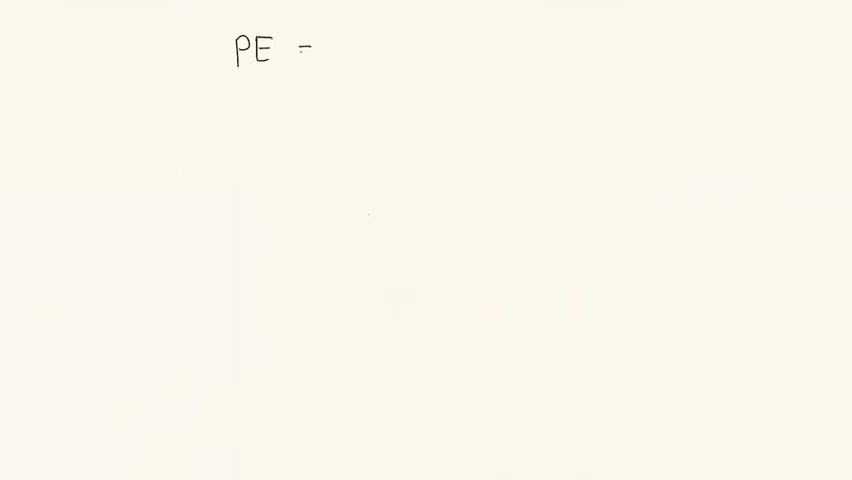 PE =